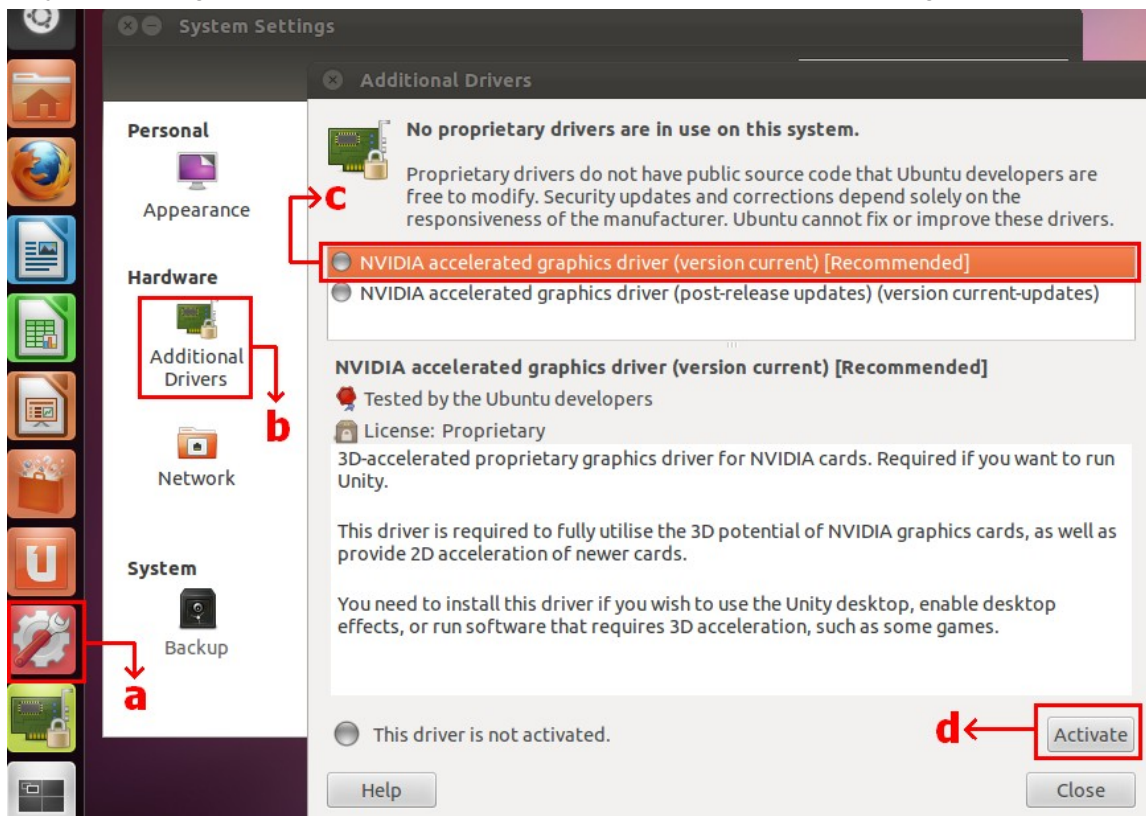 System Settings
Additional Drivers
Personal
Appearance
Hardware
Additional
Drivers
b
Network
System
Backup
a
No proprietary drivers are in use on this system.
Proprietary drivers do not have public source code that Ubuntu developers are
free to modify. Security updates and corrections depend solely on the
responsiveness of the manufacturer. Ubuntu cannot fix or improve these drivers.
c
NVIDIA accelerated graphics driver (version current) [Recommended]
NVIDIA accelerated graphics driver (post-release updates) (version current-updates)
NVIDIA accelerated graphics driver (version current) [Recommended]
Tested by the Ubuntu developers
License: Proprietary
3D-accelerated proprietary graphics driver for NVIDIA cards. Required if you want to run
Unity.
This driver is required to fully utilise the 3D potential of NVIDIA graphics cards, as well as
provide 2D acceleration of newer cards.
You need to install this driver if you wish to use the Unity desktop, enable desktop
effects, or run software that requires 3D acceleration, such as some games.
This driver is not activated.
d
Activate
Help
Close